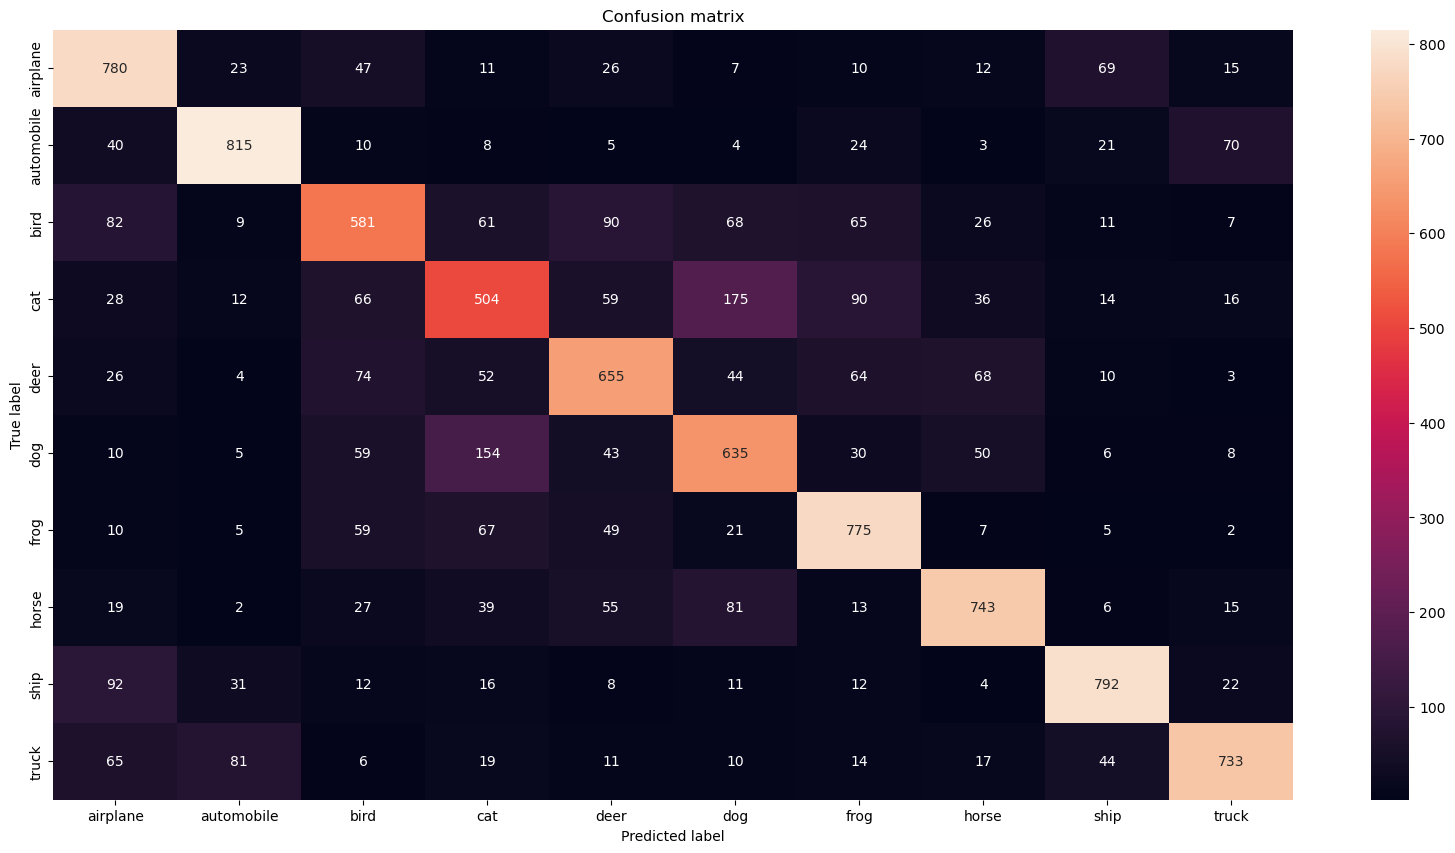 Confusion matrix
True label
airplane 780 23 47 11 26 7 10 12 69 15
automobile 40 815 10 8 5 4 24 3 21 70
bird 82 9 581 61 90 68 65 26 11 7
cat 28 12 66 504 59 175 90 36 14 16
deer 26 4 74 52 655 44 64 68 10 3
dog 10 5 59 154 43 635 30 50 6 8
frog 10 5 59 67 49 21 775 7 5 2
horse 19 2 27 39 55 81 13 743 6 15
ship 92 31 12 16 8 11 12 4 792 22
truck 65 81 6 19 11 10 14 17 44 733
airplane automobile bird cat deer dog frog horse ship truck
Predicted label
800
700
600
500
400
300
200
100